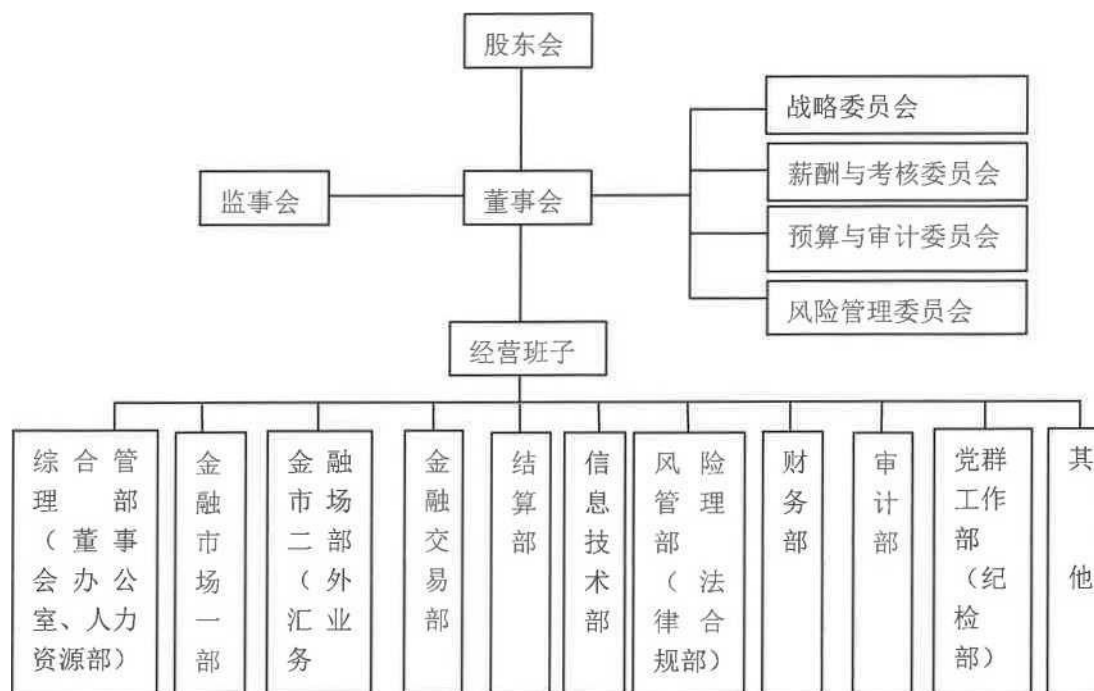 股东会
战略委员会
薪酬与考核委员会
监事会
董事会
预算与审计委员会
风险管理委员会
经营班子
综合管
理部
（董事
会办公
室、人力
资源部）
金
融
市
场
一
部
金融
市场
二部
（外
汇业
务
金
融
交
易
部
结
算
部
信
息
技
术
部
风险
管理
部
（法
律合
规部）
财
务
部
审
计
部
党群
工作
部
（纪
检
部）
其
他